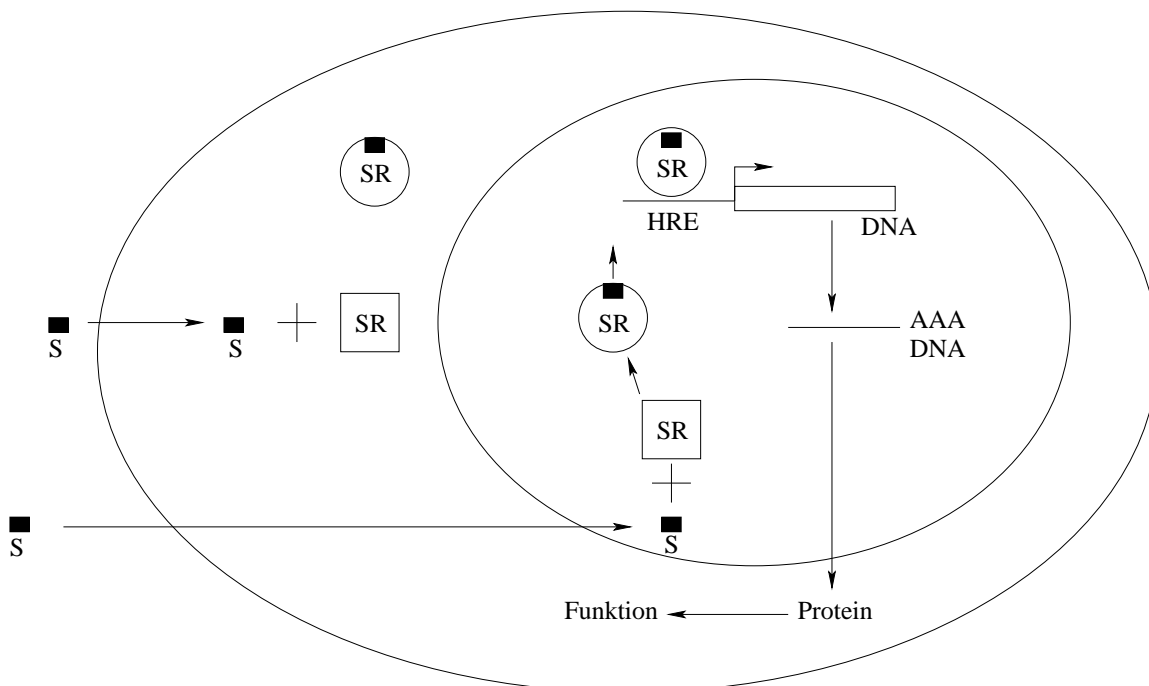 SR
SR
HRE
DNA
S
S
SR
SR
AAA
DNA
SR
S
S
Funktion
Protein